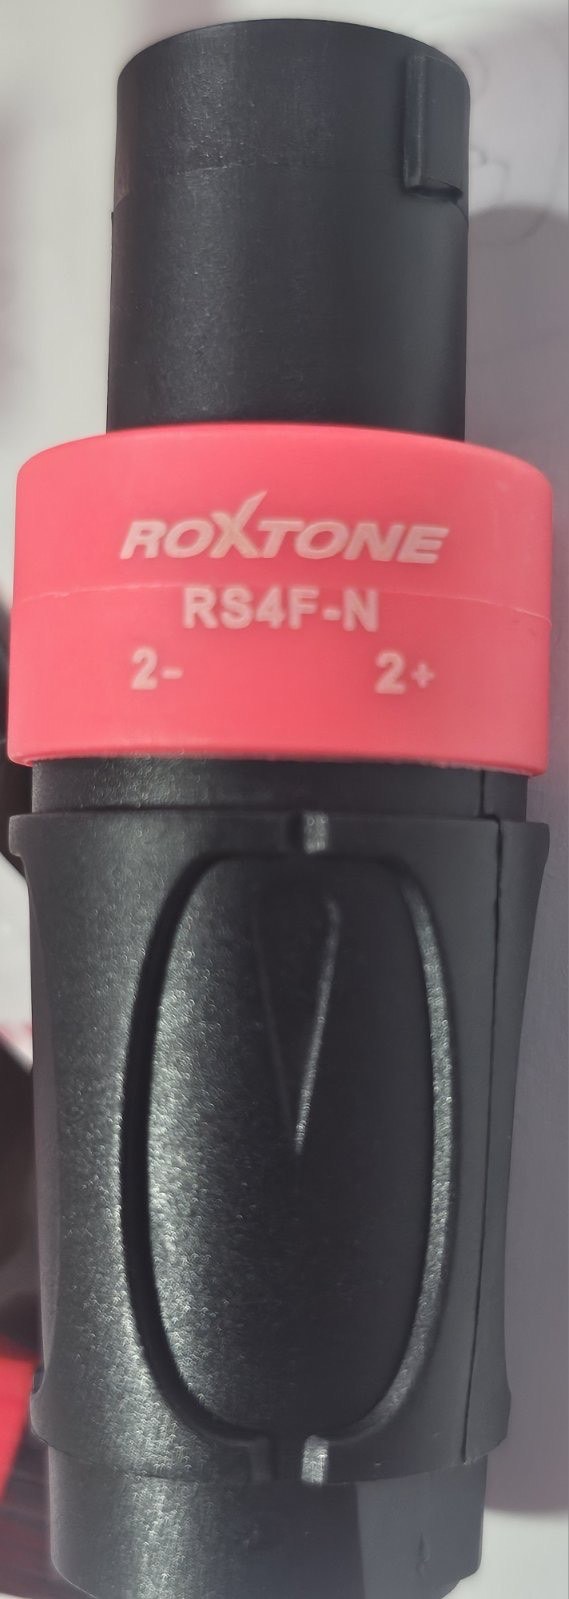 ROXTONE
RS4F-N
2- 2+